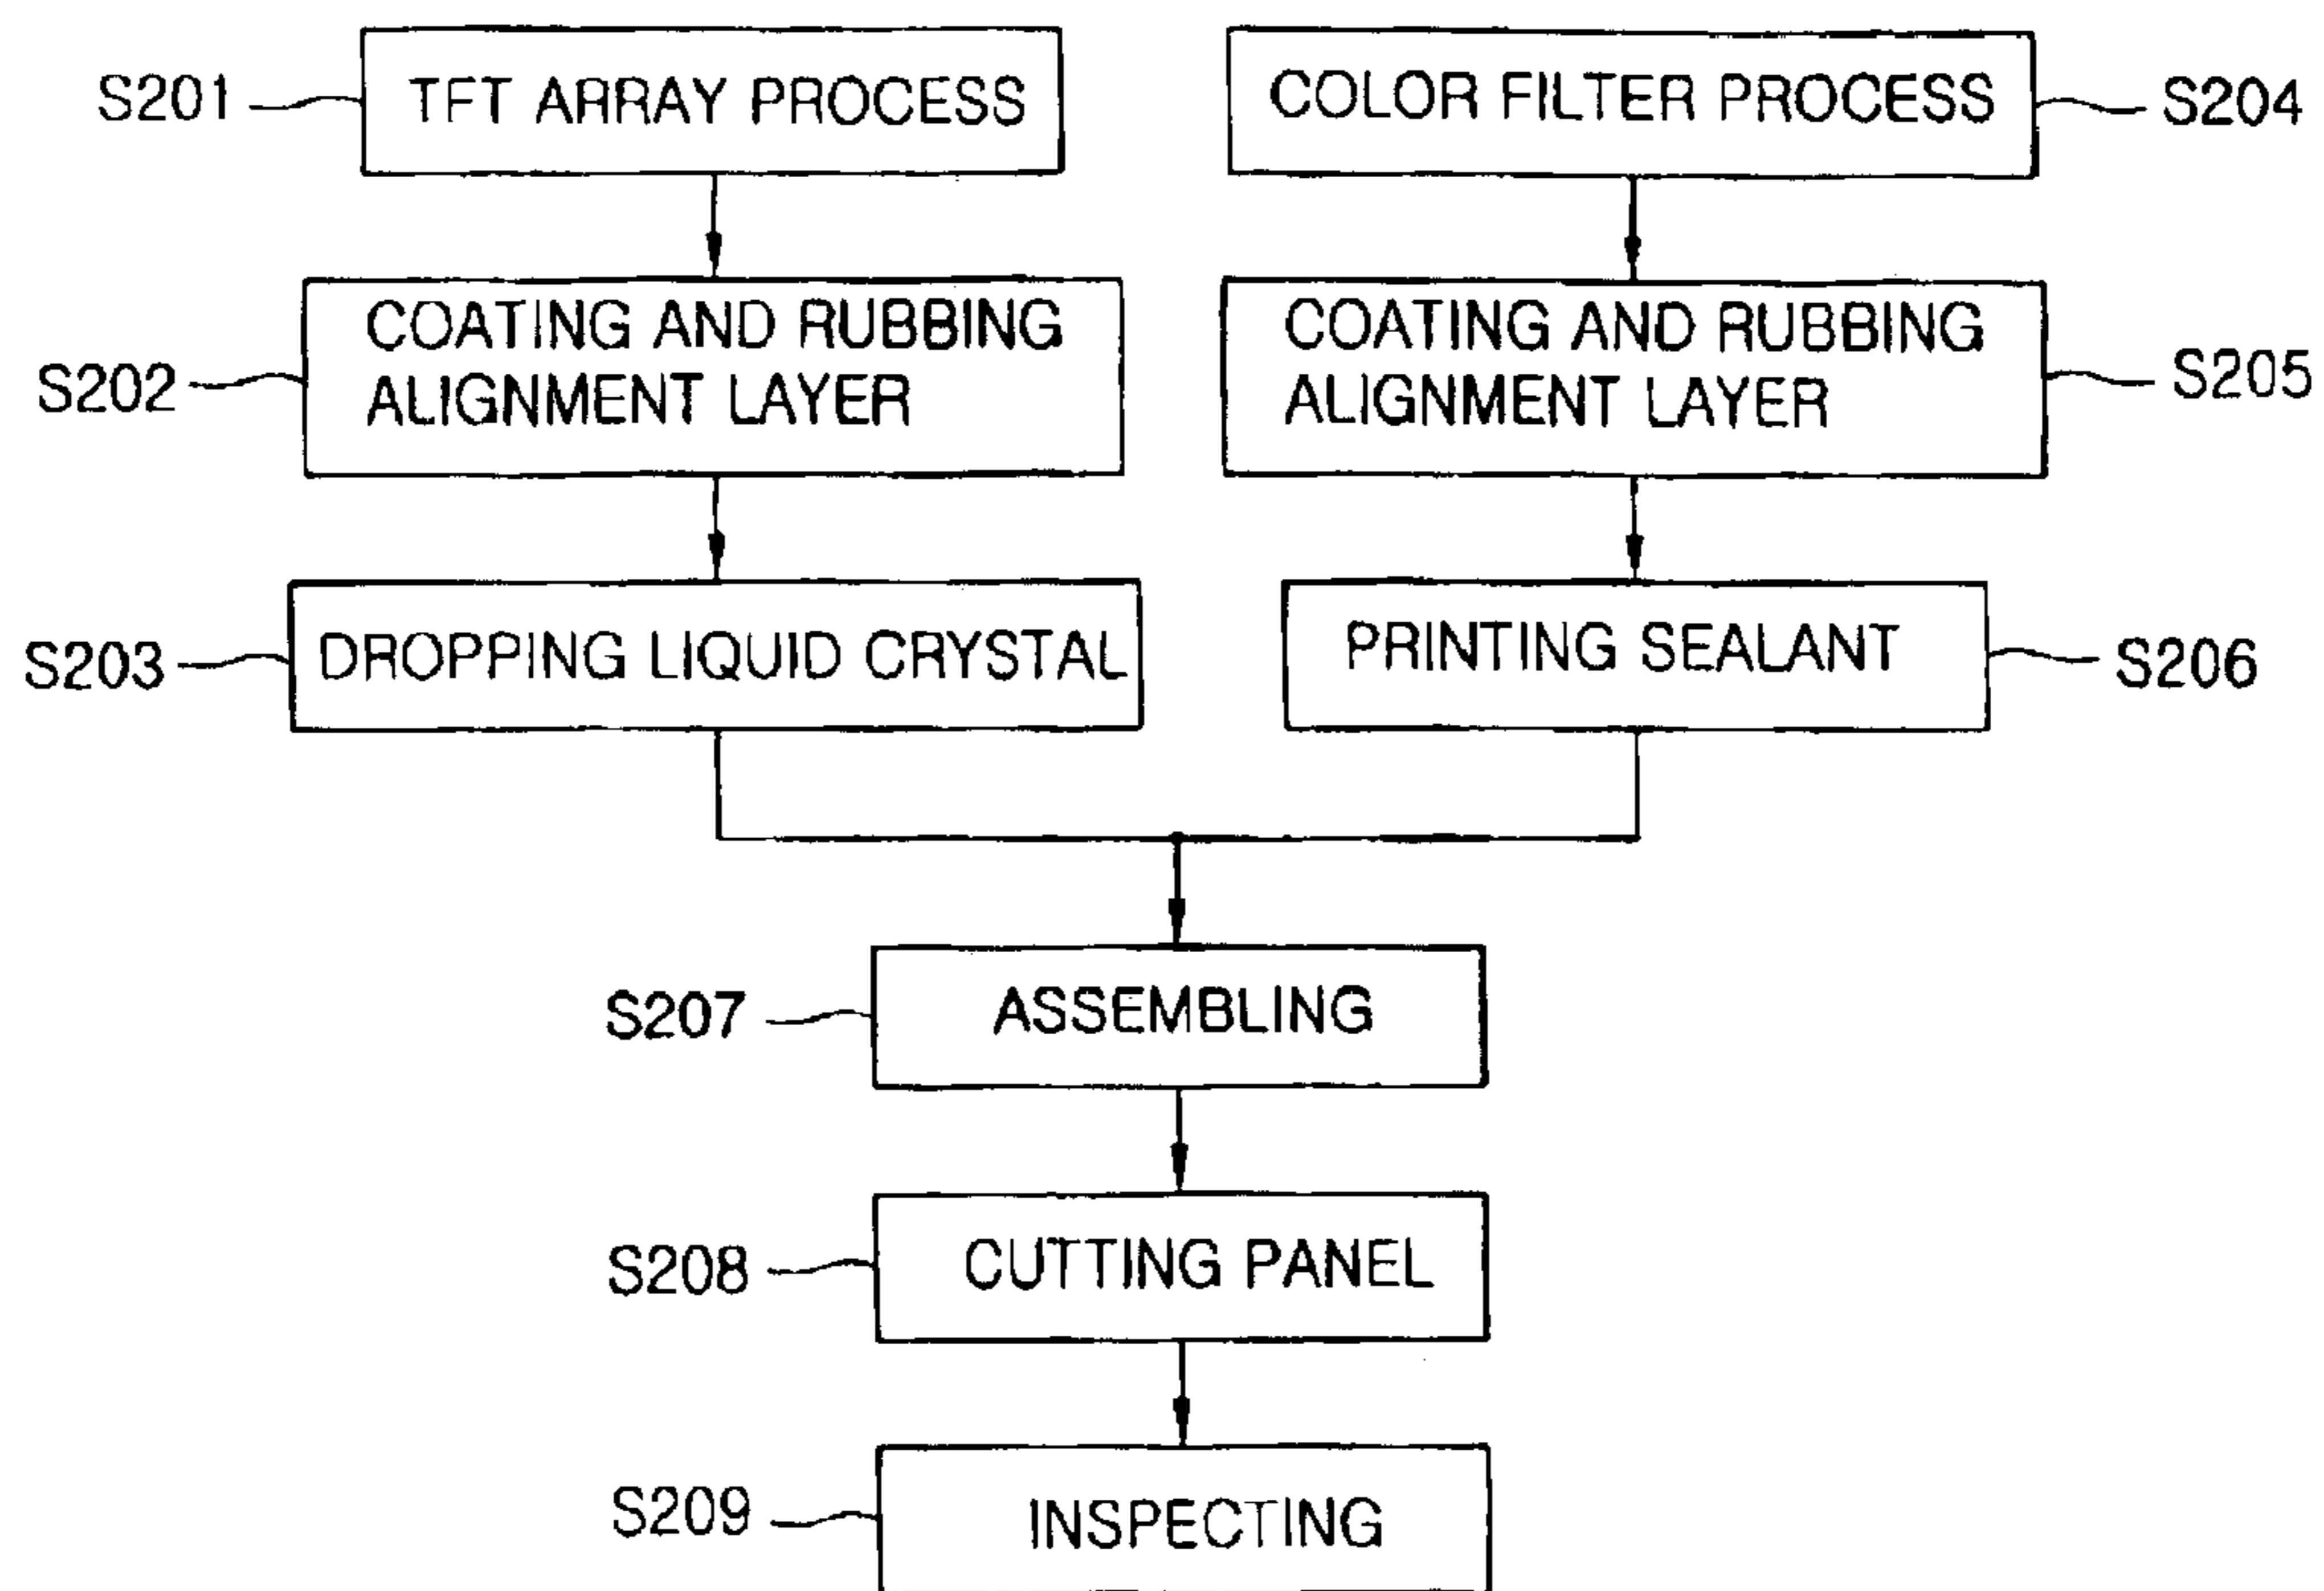 S201
TFT ARRAY PROCESS
COLOR FILTER PROCESS
S204
S202
COATING AND RUBBING
ALIGNMENT LAYER
COATING AND RUBBING
ALIGNMENT LAYER
S205
S203
DROPPING LIQUID CRYSTAL
PRINTING SEALANT
S206
S207
ASSEMBLING
S208
CUTTING PANEL
S209
INSPECTING